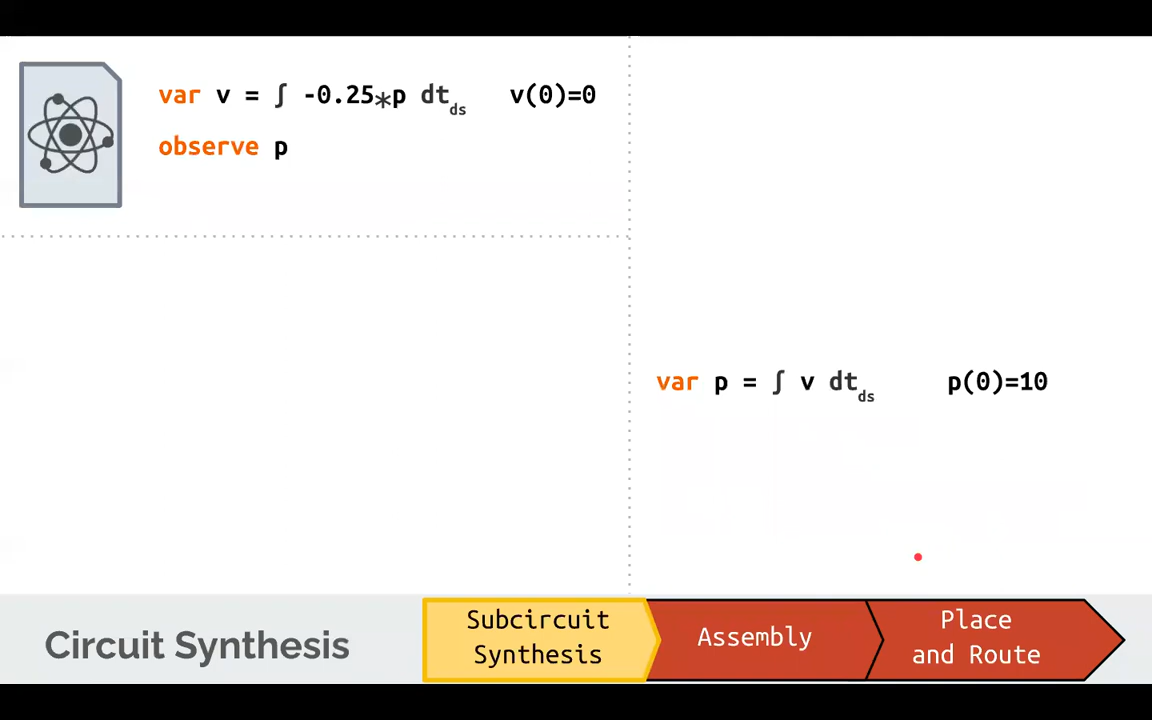 var v = ∫ -0.25*p dt_ds v(0)=0
observe p
var p = ∫ v dt_ds p(0)=10
Circuit Synthesis
Subcircuit
Synthesis
Assembly
Place
and Route